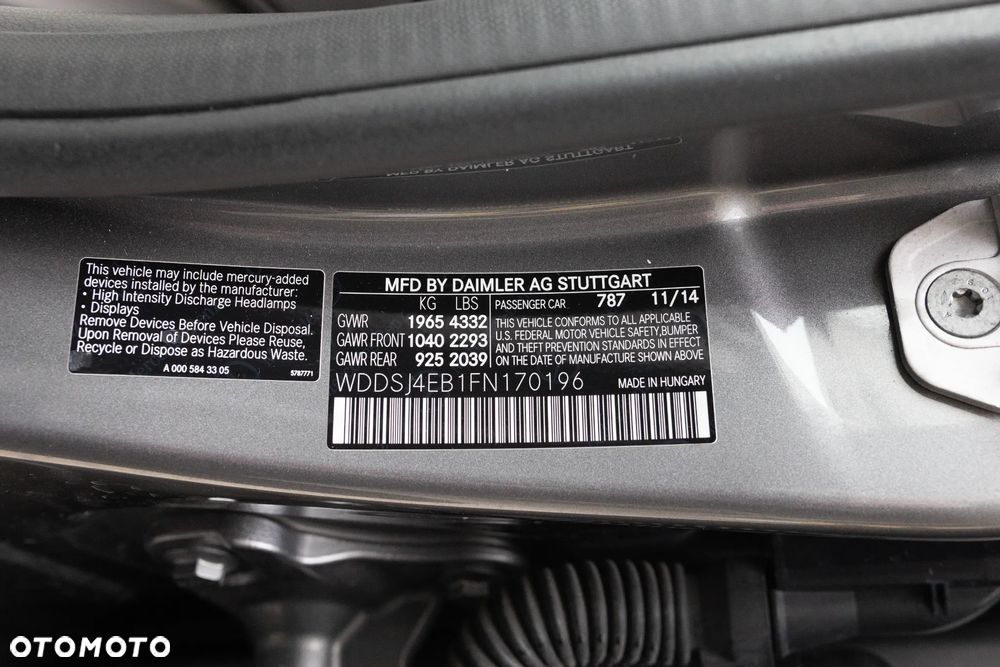 This vehicle may include mercury-added
devices installed by the manufacturer:
• High Intensity Discharge Headlamps
• Displays
Remove Devices Before Vehicle Disposal.
Upon Removal of Devices Please Reuse,
Recycle or Dispose as Hazardous Waste.
A 000 584 33 05 5787771
MFD BY DAIMLER AG STUTTGART
KG LBS
GVWR 1965 4332
GAWR FRONT 1040 2293
GAWR REAR 925 2039
PASSENGER CAR 787 11/14
THIS VEHICLE CONFORMS TO ALL APPLICABLE
U.S. FEDERAL MOTOR VEHICLE SAFETY,BUMPER
AND THEFT PREVENTION STANDARDS IN EFFECT
ON THE DATE OF MANUFACTURE SHOWN ABOVE.
WDDSJ4EB1FN170196 MADE IN HUNGARY
OTOMOTO